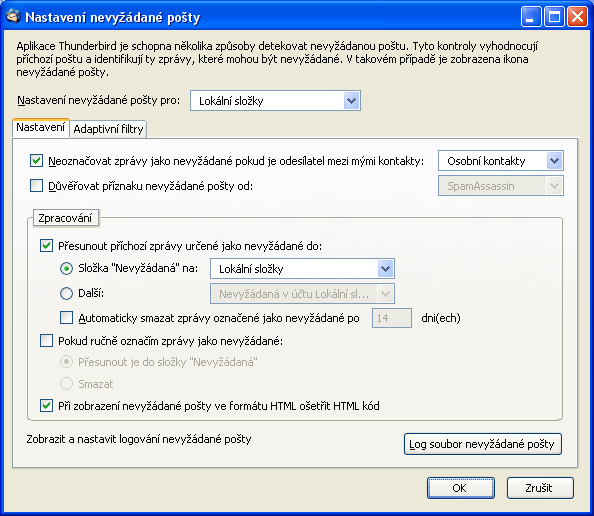 Nastavení nevyžádané pošty
Aplikace Thunderbird je schopna několika způsoby detekovat nevyžádanou poštu. Tyto kontroly vyhodnocují
příchozí poštu a identifikují ty zprávy, které mohou být nevyžádané. V takovém případě je zobrazena ikona
nevyžádané pošty.
Nastavení nevyžádané pošty pro: Lokální složky
Nastavení Adaptivní filtry
Neoznačovat zprávy jako nevyžádané pokud je odesílatel mezi mými kontakty: Osobní kontakty
Důvěřovat příznaku nevyžádané pošty od: SpamAssassin
Zpracování
Přesunout příchozí zprávy určené jako nevyžádané do:
Složka "Nevyžádaná" na: Lokální složky
Další: Nevyžádaná v účtu Lokální sl...
Automaticky smazat zprávy označené jako nevyžádané po 14 dni(ech)
Pokud ručně označím zprávy jako nevyžádané:
Přesunout je do složky "Nevyžádaná"
Smazat
Při zobrazení nevyžádané pošty ve formátu HTML ošetřit HTML kód
Zobrazit a nastavit logování nevyžádané pošty Log soubor nevyžádané pošty
OK Zrušit